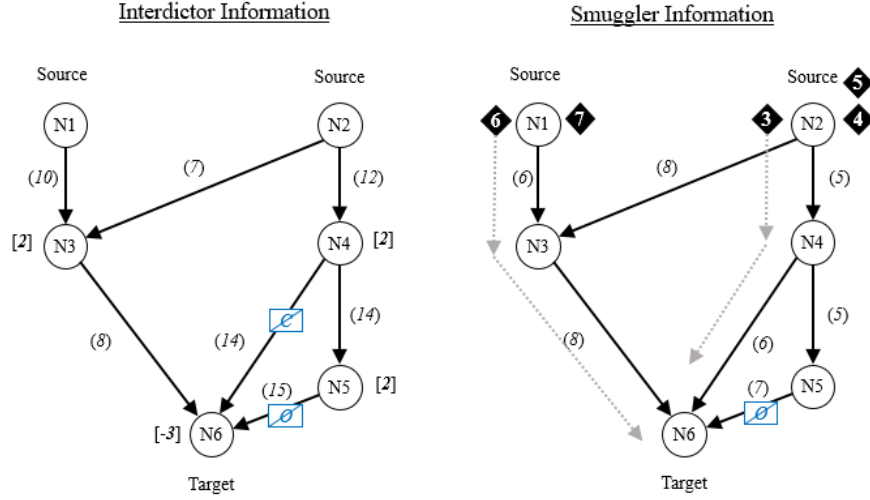 Interdictor Information
Smuggler Information
Source
Source
N1
N2
(10)
(7)
(12)
[2]
N3
N4
[2]
(8)
(14)
C
(14)
(15)
O
N5
[2]
[-3]
N6
Target
Source
Source
5
6
N1
7
3
N2
4
(6)
(8)
(5)
N3
N4
(8)
(6)
(5)
(7)
O
N5
N6
Target